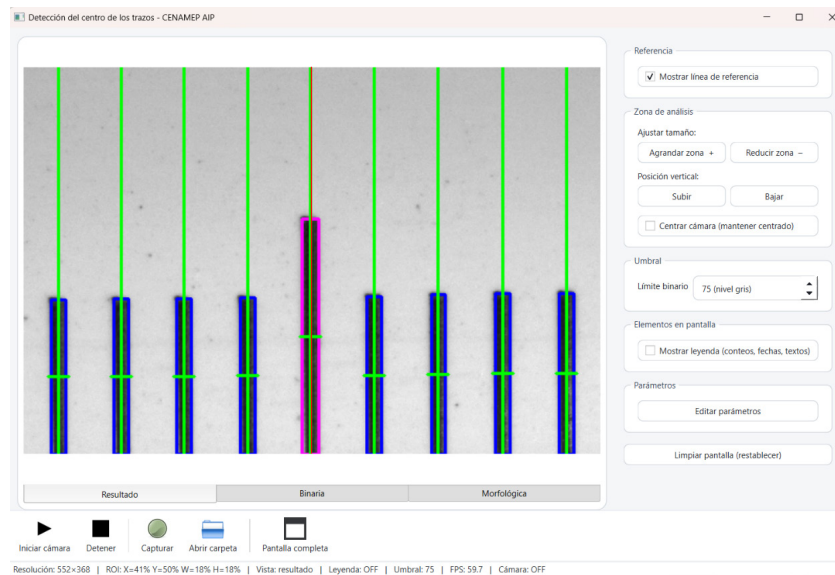 Detección del centro de los trazos - CENAMEP AIP
Referencia
Mostrar línea de referencia
Zona de análisis
Ajustar tamaño:
Agrandar zona + Reducir zona −
Posición vertical:
Subir Bajar
Centrar cámara (mantener centrado)
Umbral
Límite binario 75 (nivel gris)
Elementos en pantalla
Mostrar leyenda (conteos, fechas, textos)
Parámetros
Editar parámetros
Limpiar pantalla (restablecer)
Resultado Binaria Morfológica
Iniciar cámara Detener Capturar Abrir carpeta Pantalla completa
Resolución: 552×368 | ROI: X=41% Y=50% W=18% H=18% | Vista: resultado | Leyenda: OFF | Umbral: 75 | FPS: 59.7 | Cámara: OFF